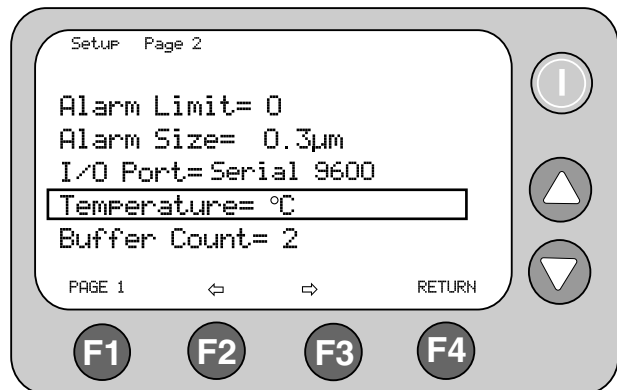 Setup Page 2
Alarm Limit= 0
Alarm Size= 0.3µm
I/O Port= Serial 9600
Temperature= °C
Buffer Count= 2
PAGE 1 ⇦ ⇨ RETURN
F1 F2 F3 F4
I